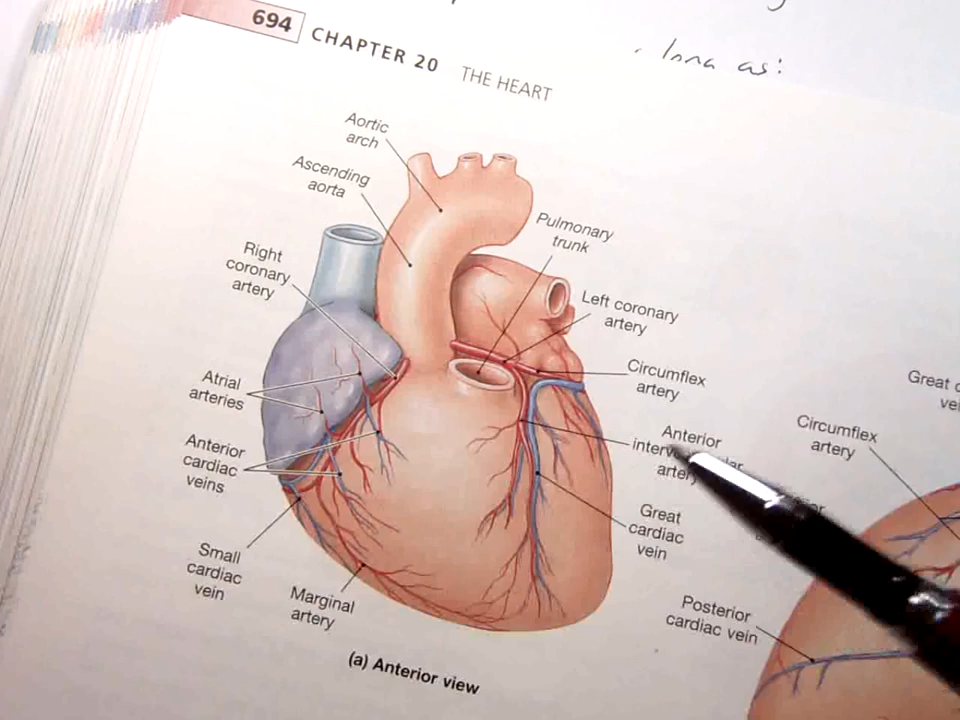 694
CHAPTER 20 THE HEART
as:
Aortic
arch
Ascending
aorta
Pulmonary
trunk
Right
coronary
artery
Left coronary
artery
Circumflex
artery
Atrial
arteries
Anterior
artery
Anterior
cardiac
veins
Great
cardiac
vein
Small
cardiac
vein
Marginal
artery
(a) Anterior view
Great
Circumflex
artery
Posterior
cardiac vein